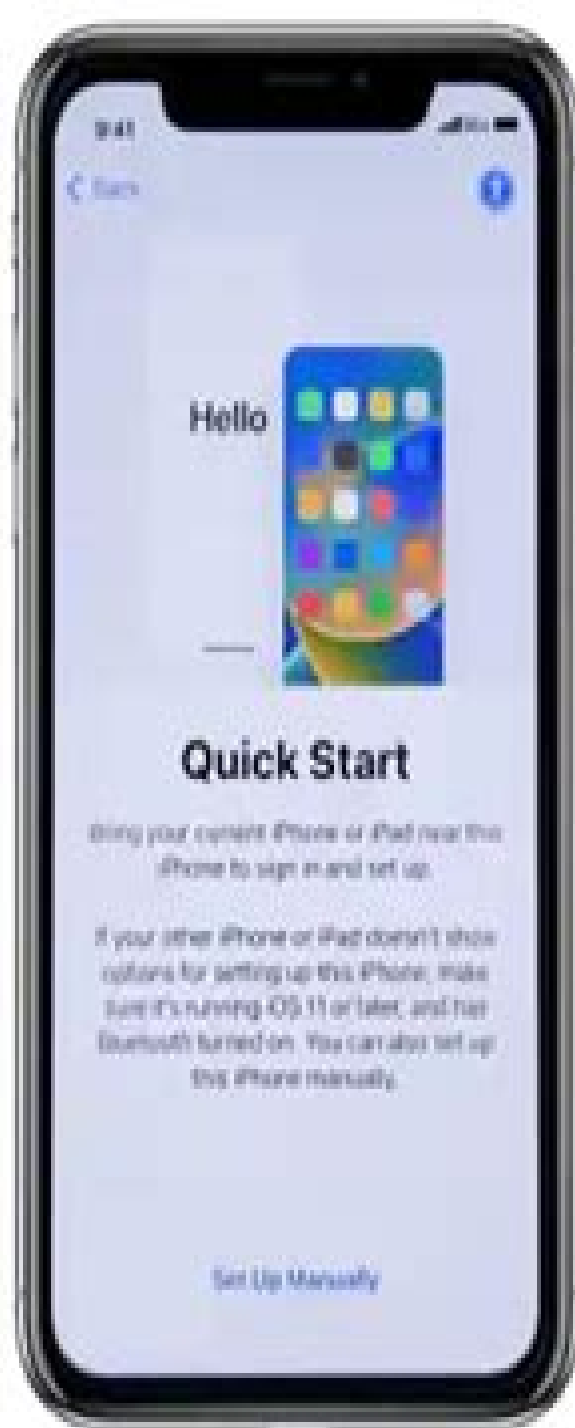 9:41
Back
Hello
Quick Start
Bring your current iPhone or iPad near this
iPhone to sign in and set up.
If your other iPhone or iPad doesn't show
options for setting up this iPhone, make
sure it's running iOS 11 or later, and has
Bluetooth turned on. You can also set up
this iPhone manually.
Set Up Manually